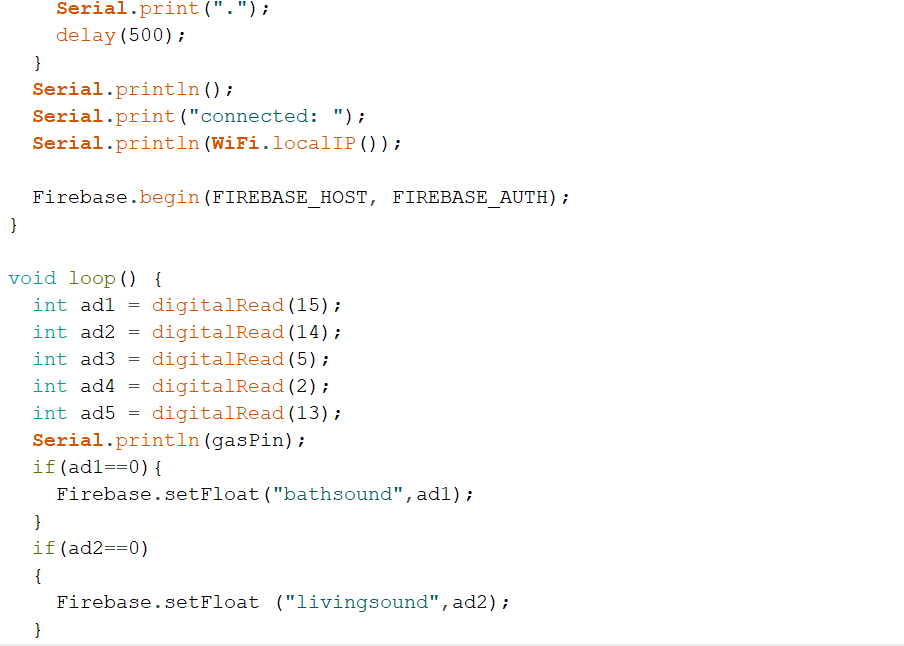 Serial.print(".");
delay(500);
}
Serial.println();
Serial.print("connected: ");
Serial.println(WiFi.localIP());
Firebase.begin(FIREBASE_HOST, FIREBASE_AUTH);
}
void loop() {
int ad1 = digitalRead(15);
int ad2 = digitalRead(14);
int ad3 = digitalRead(5);
int ad4 = digitalRead(2);
int ad5 = digitalRead(13);
Serial.println(gasPin);
if(ad1==0){
Firebase.setFloat("bathsound",ad1);
}
if(ad2==0)
{
Firebase.setFloat ("livingsound",ad2);
}